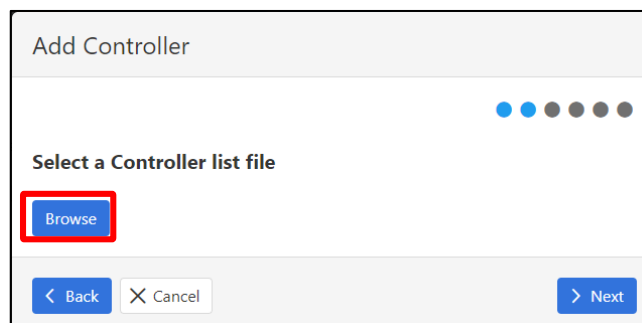 Add Controller
Select a Controller list file
Browse
Back
Cancel
Next